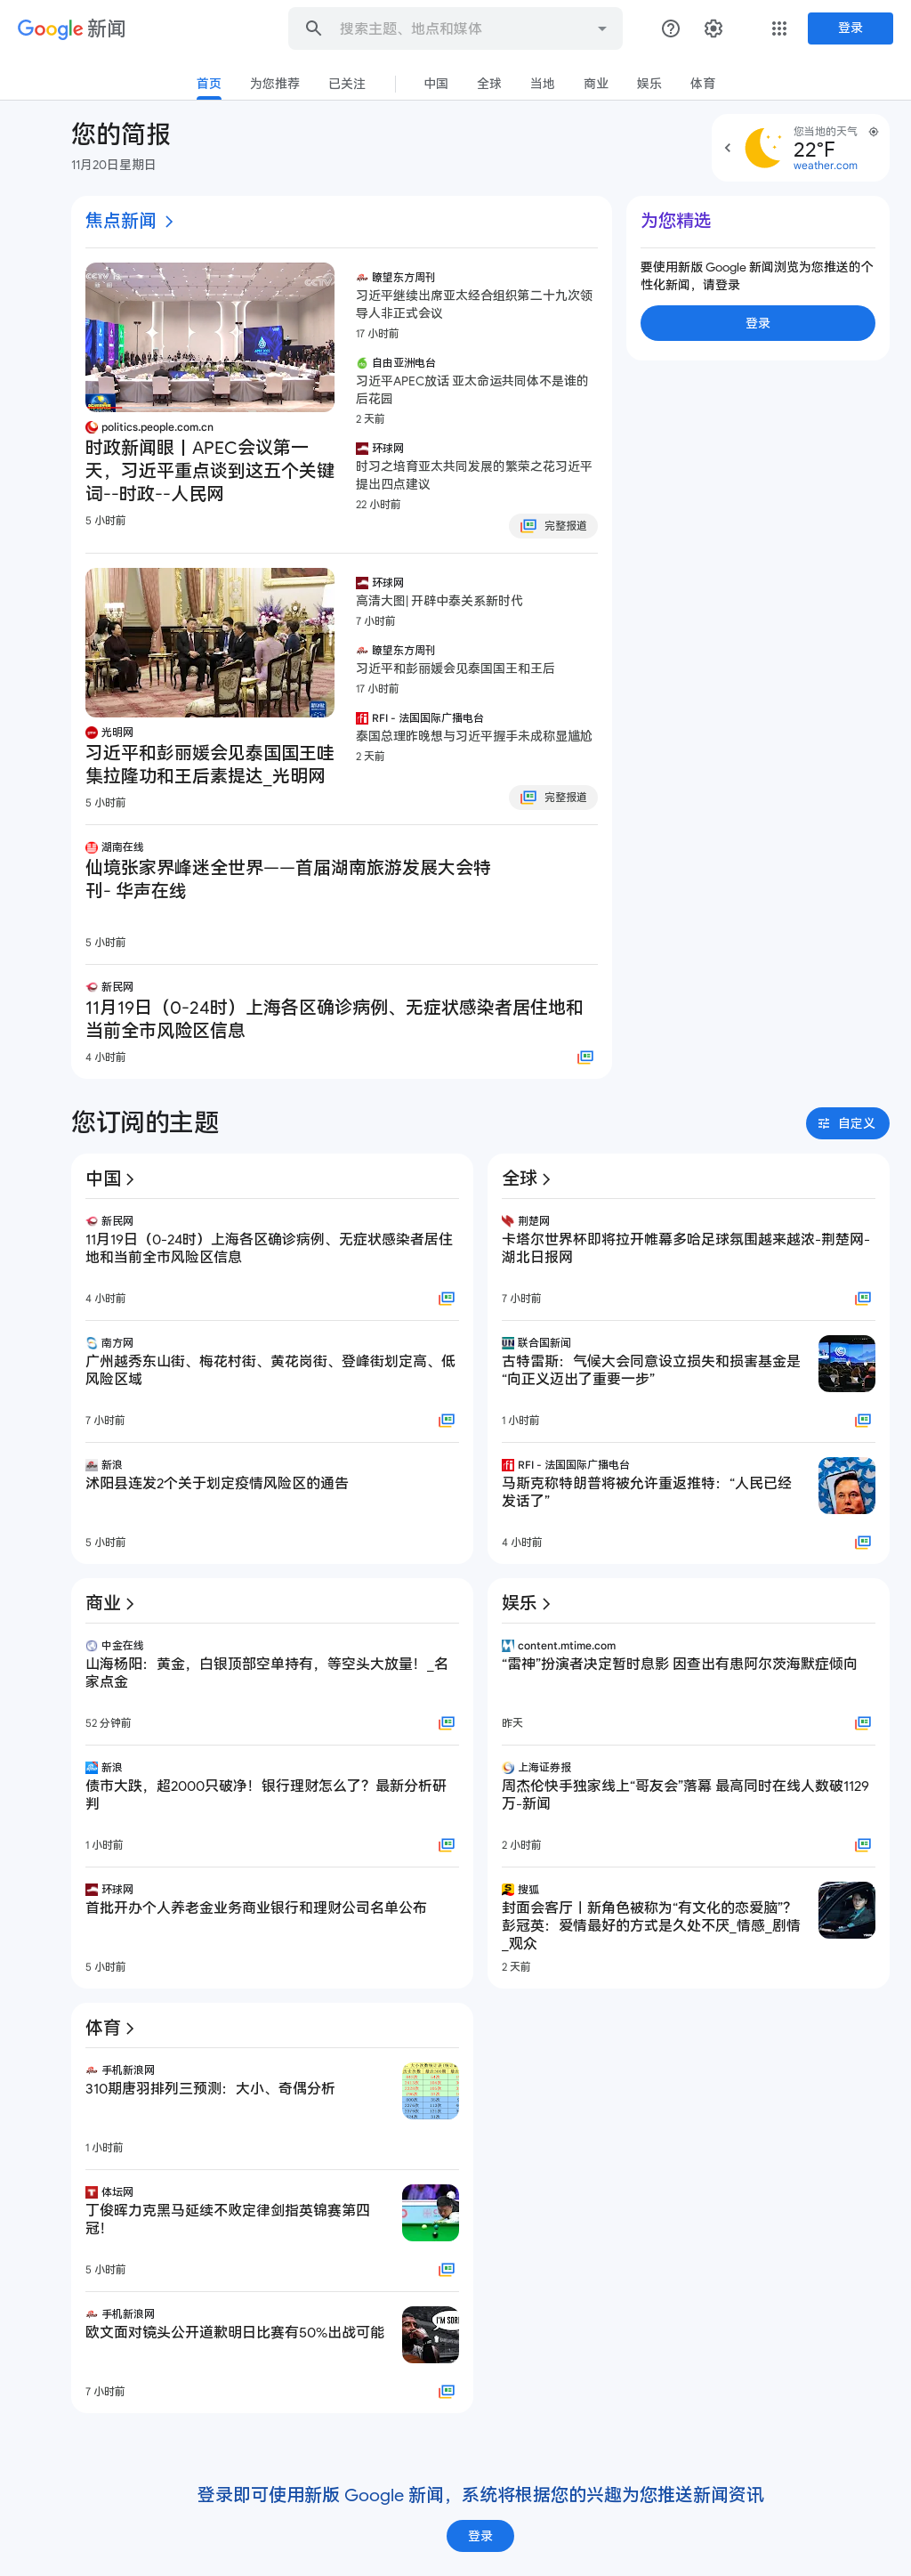 Google 新闻
搜索主题、地点和媒体
登录
首页
为您推荐
已关注
中国
全球
当地
商业
娱乐
体育
您的简报
11月20日星期日
您当地的天气
22°F
weather.com
焦点新闻
politics.people.com.cn
时政新闻眼丨APEC会议第一
天，习近平重点谈到这五个关键
词--时政--人民网
5 小时前
瞭望东方周刊
习近平继续出席亚太经合组织第二十九次领
导人非正式会议
17 小时前
自由亚洲电台
习近平APEC放话 亚太命运共同体不是谁的
后花园
2 天前
环球网
时习之培育亚太共同发展的繁荣之花习近平
提出四点建议
22 小时前
完整报道
光明网
习近平和彭丽媛会见泰国国王哇
集拉隆功和王后素提达_光明网
5 小时前
环球网
高清大图| 开辟中泰关系新时代
7 小时前
瞭望东方周刊
习近平和彭丽媛会见泰国国王和王后
17 小时前
RFI - 法国国际广播电台
泰国总理昨晚想与习近平握手未成称显尴尬
2 天前
完整报道
湖南在线
仙境张家界峰迷全世界——首届湖南旅游发展大会特
刊- 华声在线
5 小时前
新民网
11月19日（0-24时）上海各区确诊病例、无症状感染者居住地和
当前全市风险区信息
4 小时前
为您精选
要使用新版 Google 新闻浏览为您推送的个
性化新闻，请登录
登录
您订阅的主题
自定义
中国
新民网
11月19日（0-24时）上海各区确诊病例、无症状感染者居住
地和当前全市风险区信息
4 小时前
南方网
广州越秀东山街、梅花村街、黄花岗街、登峰街划定高、低
风险区域
7 小时前
新浪
沭阳县连发2个关于划定疫情风险区的通告
5 小时前
全球
荆楚网
卡塔尔世界杯即将拉开帷幕多哈足球氛围越来越浓-荆楚网-
湖北日报网
7 小时前
联合国新闻
古特雷斯：气候大会同意设立损失和损害基金是
“向正义迈出了重要一步”
1 小时前
RFI - 法国国际广播电台
马斯克称特朗普将被允许重返推特：“人民已经
发话了”
4 小时前
商业
中金在线
山海杨阳：黄金，白银顶部空单持有，等空头大放量！_名
家点金
52 分钟前
新浪
债市大跌，超2000只破净！银行理财怎么了？最新分析研
判
1 小时前
环球网
首批开办个人养老金业务商业银行和理财公司名单公布
5 小时前
娱乐
content.mtime.com
“雷神”扮演者决定暂时息影 因查出有患阿尔茨海默症倾向
昨天
上海证券报
周杰伦快手独家线上“哥友会”落幕 最高同时在线人数破1129
万-新闻
2 小时前
搜狐
封面会客厅丨新角色被称为“有文化的恋爱脑”？
彭冠英：爱情最好的方式是久处不厌_情感_剧情
_观众
2 天前
体育
手机新浪网
310期唐羽排列三预测：大小、奇偶分析
1 小时前
体坛网
丁俊晖力克黑马延续不败定律剑指英锦赛第四
冠！
5 小时前
手机新浪网
欧文面对镜头公开道歉明日比赛有50%出战可能
I'M SOR
7 小时前
登录即可使用新版 Google 新闻，系统将根据您的兴趣为您推送新闻资讯
登录